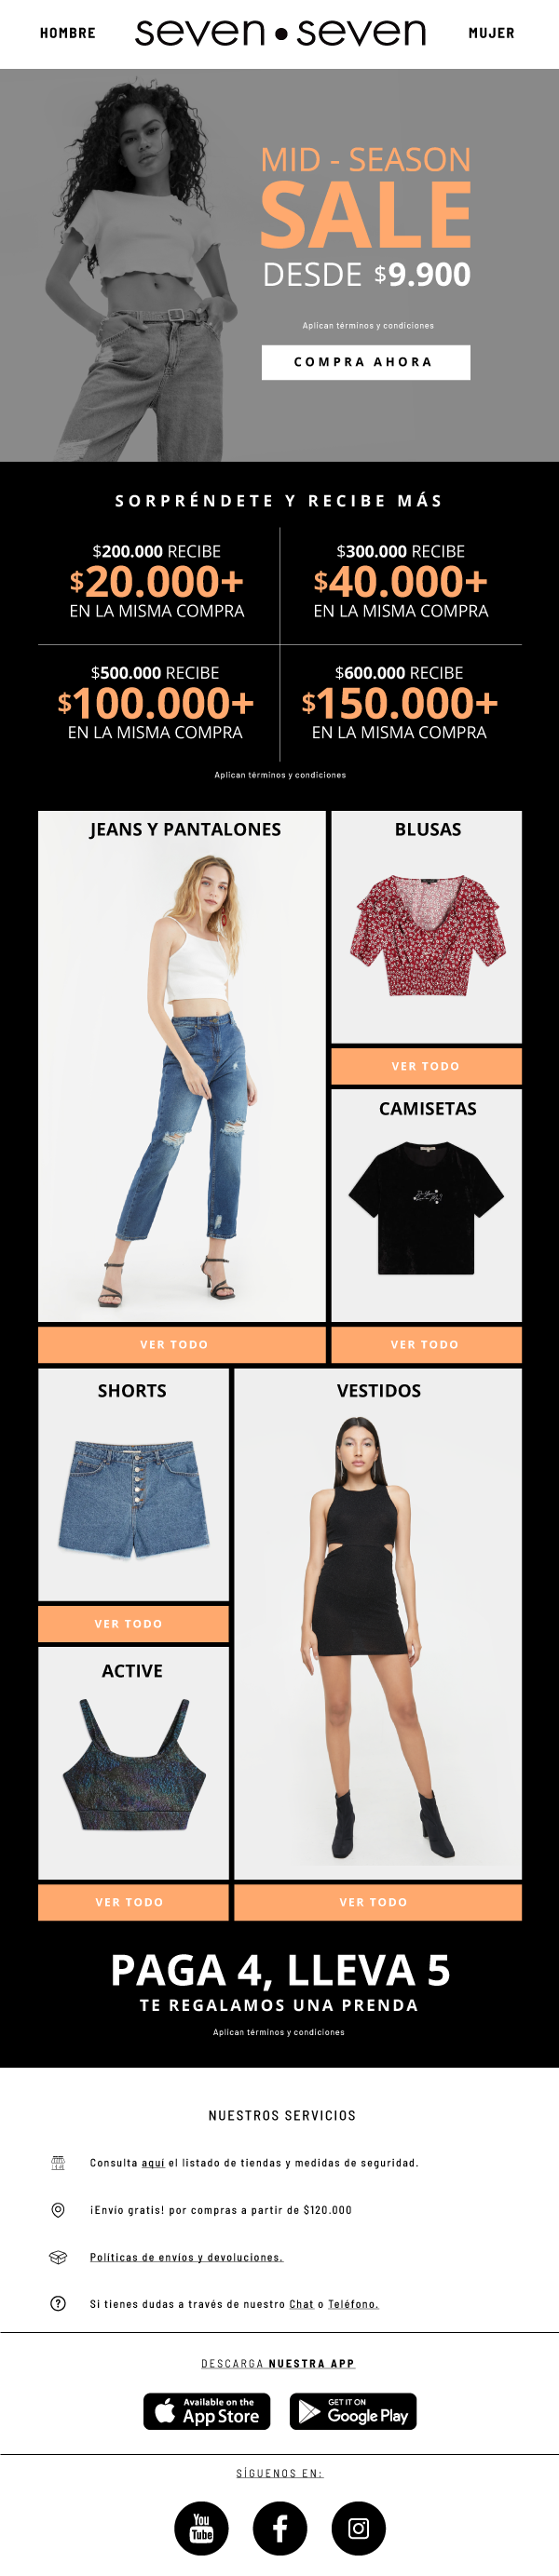 HOMBRE
seven • seven
MUJER
MID - SEASON
SALE
DESDE $9.900
Aplican términos y condiciones
COMPRA AHORA
SORPRÉNDETE Y RECIBE MÁS
$200.000 RECIBE
$20.000+
EN LA MISMA COMPRA
$300.000 RECIBE
$40.000+
EN LA MISMA COMPRA
$500.000 RECIBE
$100.000+
EN LA MISMA COMPRA
$600.000 RECIBE
$150.000+
EN LA MISMA COMPRA
Aplican términos y condiciones
JEANS Y PANTALONES
VER TODO
BLUSAS
VER TODO
CAMISETAS
VER TODO
SHORTS
VER TODO
ACTIVE
VER TODO
VESTIDOS
VER TODO
PAGA 4, LLEVA 5
TE REGALAMOS UNA PRENDA
Aplican términos y condiciones
NUESTROS SERVICIOS
Consulta aquí el listado de tiendas y medidas de seguridad.
¡Envío gratis! por compras a partir de $120.000
Políticas de envíos y devoluciones.
Si tienes dudas a través de nuestro Chat o Teléfono.
DESCARGA NUESTRA APP
Available on the
App Store
GET IT ON
Google Play
SÍGUENOS EN:
You
Tube